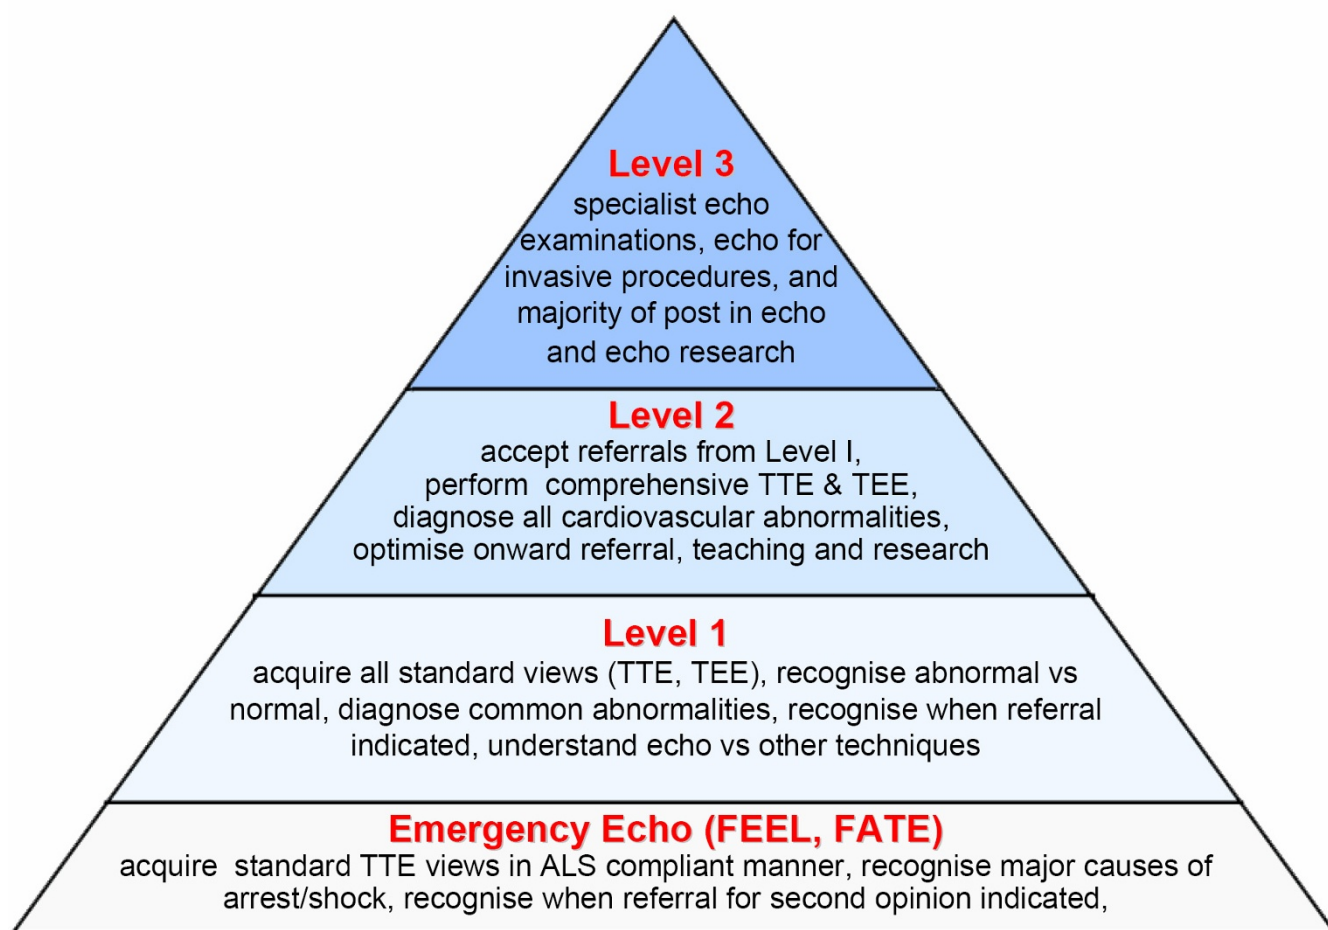 Level 3
specialist echo
examinations, echo for
invasive procedures, and
majority of post in echo
and echo research
Level 2
accept referrals from Level I,
perform comprehensive TTE & TEE,
diagnose all cardiovascular abnormalities,
optimise onward referral, teaching and research
Level 1
acquire all standard views (TTE, TEE), recognise abnormal vs
normal, diagnose common abnormalities, recognise when referral
indicated, understand echo vs other techniques
Emergency Echo (FEEL, FATE)
acquire standard TTE views in ALS compliant manner, recognise major causes of
arrest/shock, recognise when referral for second opinion indicated,